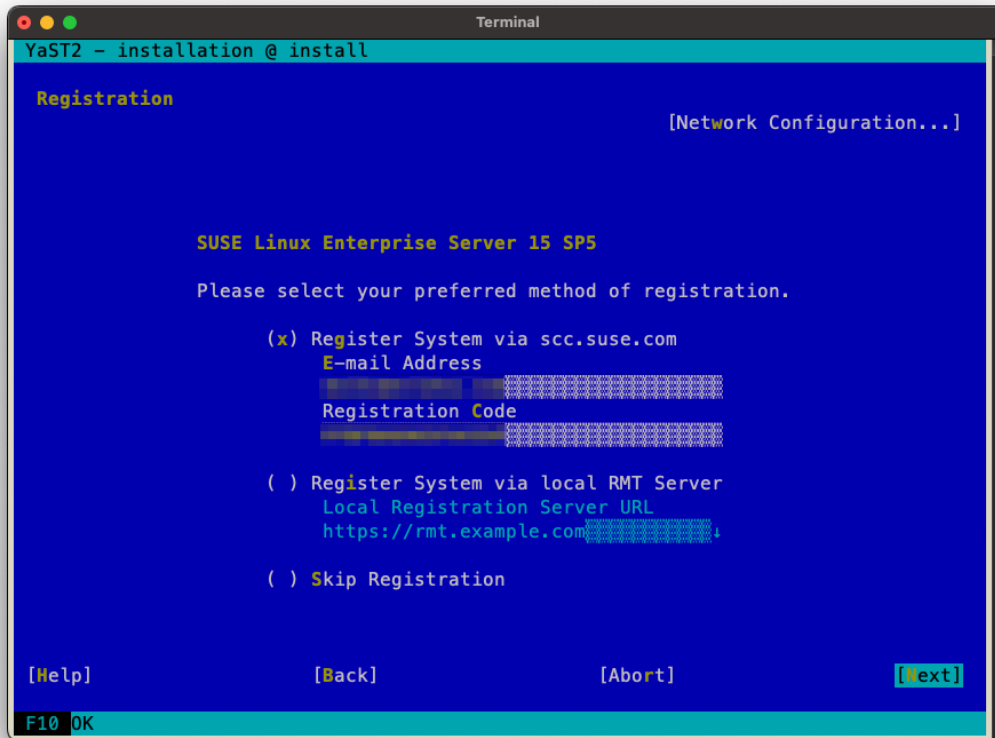 Terminal
YaST2 - installation @ install
Registration
[Network Configuration...]
SUSE Linux Enterprise Server 15 SP5
Please select your preferred method of registration.
(x) Register System via scc.suse.com
E-mail Address
Registration Code
( ) Register System via local RMT Server
Local Registration Server URL
https://rmt.example.com
( ) Skip Registration
[Help] [Back] [Abort] [Next]
F10 OK